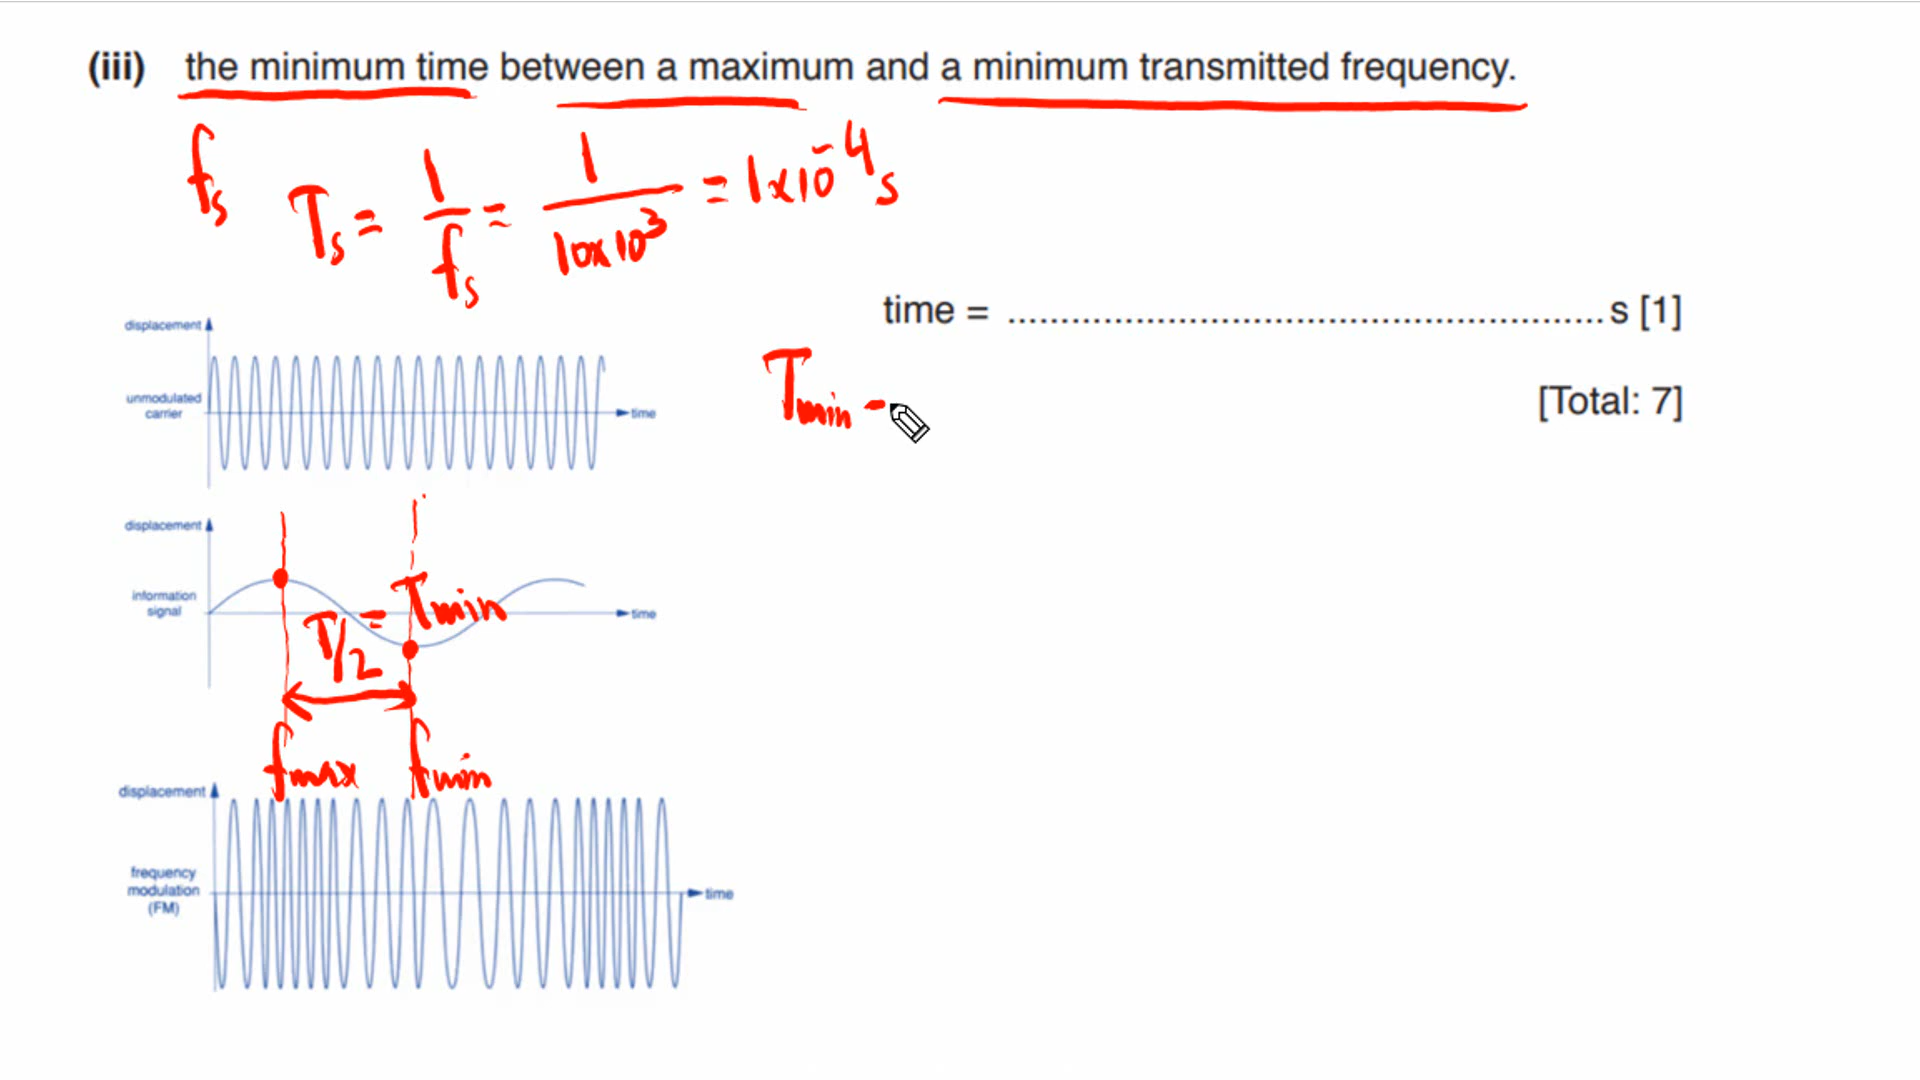 (iii) the minimum time between a maximum and a minimum transmitted frequency.
fs Ts = 1/fs = 1/10x10³ = 1x10⁻⁴ s
time = ........................................................ s [1]
[Total: 7]
Tmin -
displacement
unmodulated
carrier
time
displacement
information
signal
time
T/2 = Tmin
fmax fmin
displacement
frequency
modulation
(FM)
time